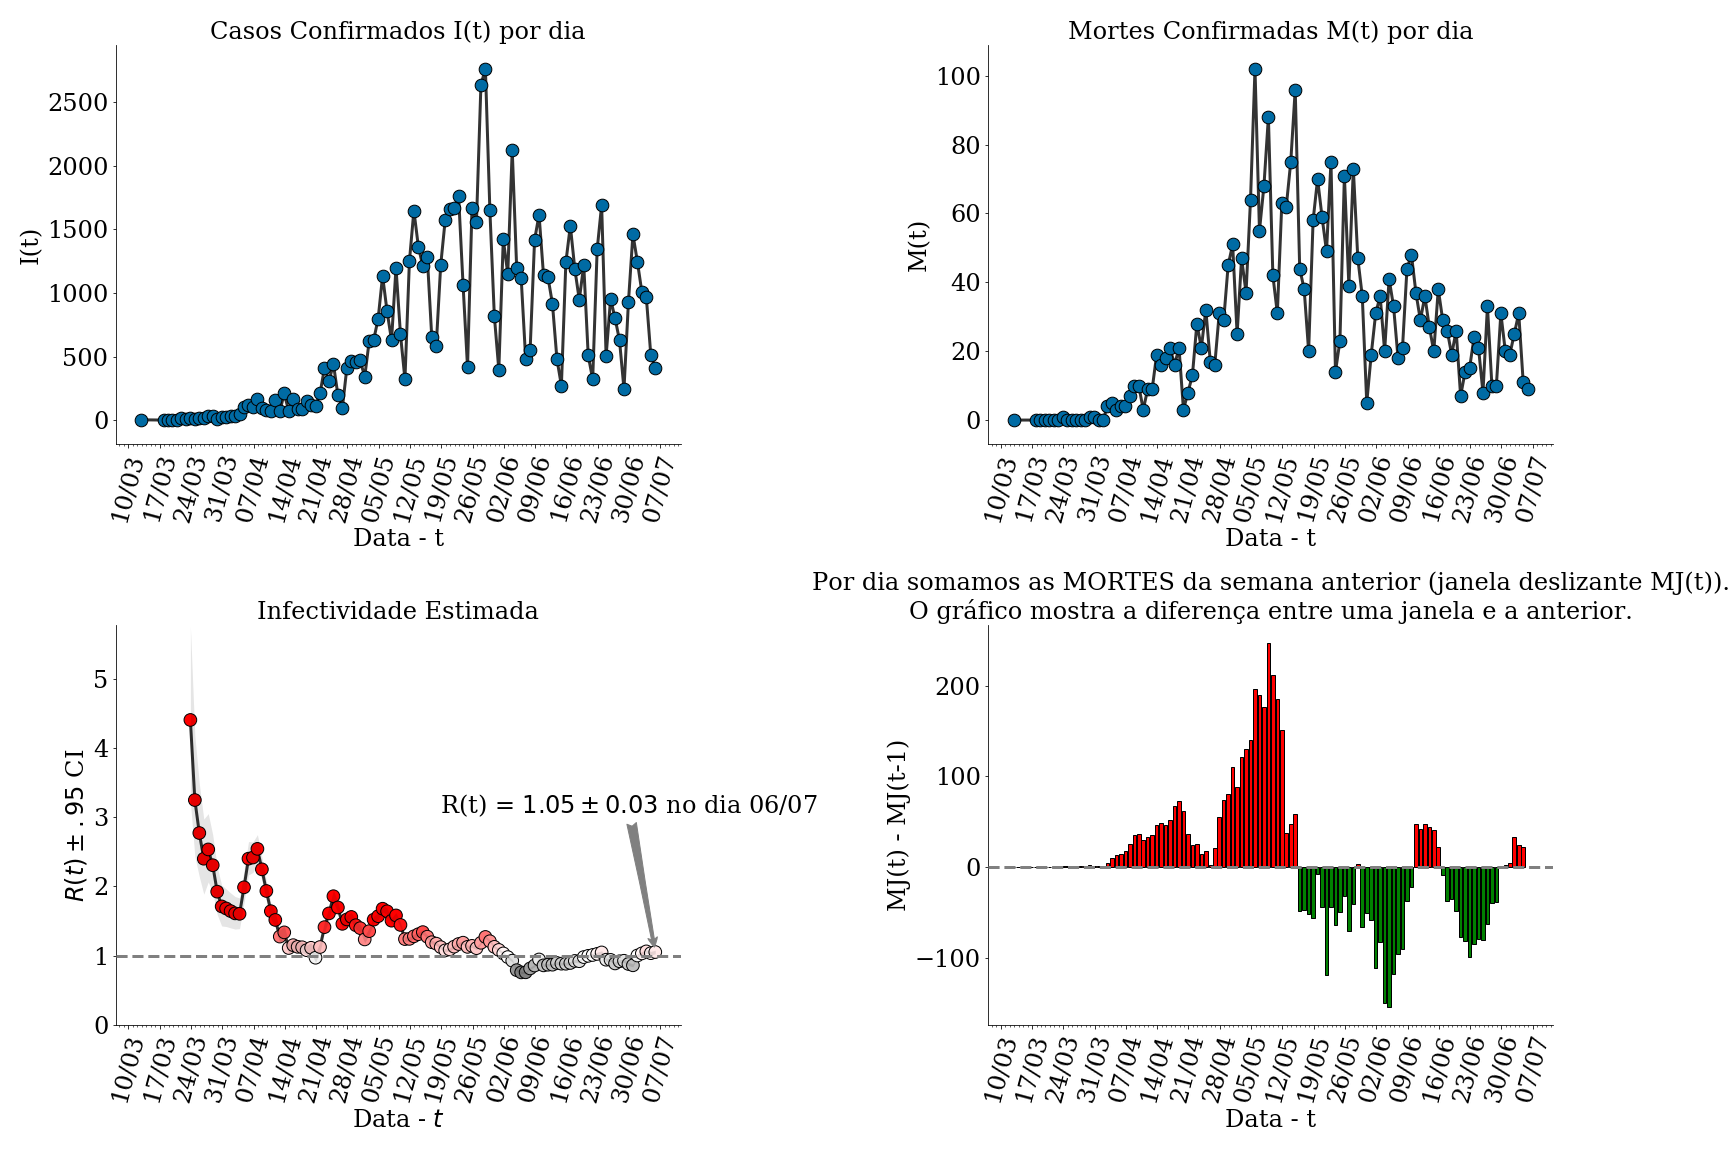 Casos Confirmados I(t) por dia
I(t)
2500
2000
1500
1000
500
0
10/03 17/03 24/03 31/03 07/04 14/04 21/04 28/04 05/05 12/05 19/05 26/05 02/06 09/06 16/06 23/06 30/06 07/07
Data - t
Mortes Confirmadas M(t) por dia
M(t)
100
80
60
40
20
0
10/03 17/03 24/03 31/03 07/04 14/04 21/04 28/04 05/05 12/05 19/05 26/05 02/06 09/06 16/06 23/06 30/06 07/07
Data - t
Infectividade Estimada
R(t) ± .95 CI
5
4
3
2
1
0
R(t) = 1.05 ± 0.03 no dia 06/07
10/03 17/03 24/03 31/03 07/04 14/04 21/04 28/04 05/05 12/05 19/05 26/05 02/06 09/06 16/06 23/06 30/06 07/07
Data - t
Por dia somamos as MORTES da semana anterior (janela deslizante MJ(t)).
O gráfico mostra a diferença entre uma janela e a anterior.
MJ(t) - MJ(t-1)
200
100
0
−100
10/03 17/03 24/03 31/03 07/04 14/04 21/04 28/04 05/05 12/05 19/05 26/05 02/06 09/06 16/06 23/06 30/06 07/07
Data - t